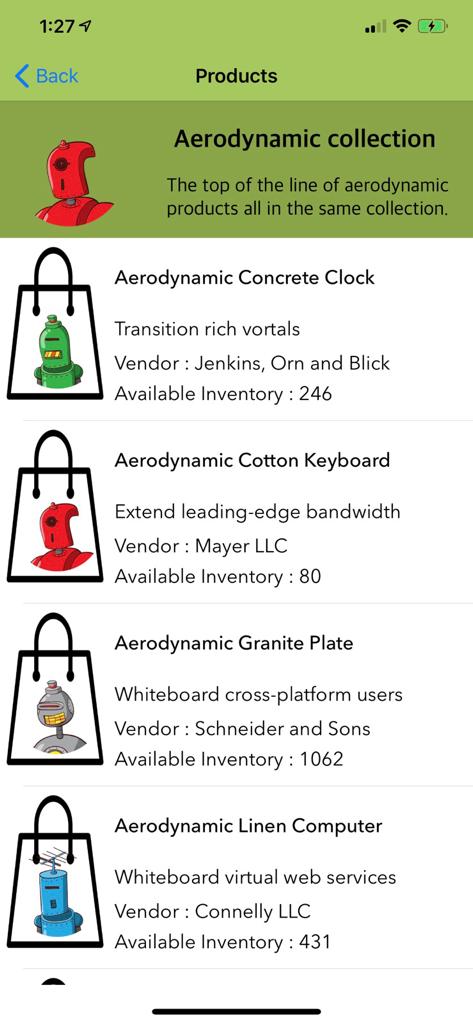 1:27
Back
Products
Aerodynamic collection
The top of the line of aerodynamic
products all in the same collection.
Aerodynamic Concrete Clock
Transition rich vortals
Vendor : Jenkins, Orn and Blick
Available Inventory : 246
Aerodynamic Cotton Keyboard
Extend leading-edge bandwidth
Vendor : Mayer LLC
Available Inventory : 80
Aerodynamic Granite Plate
Whiteboard cross-platform users
Vendor : Schneider and Sons
Available Inventory : 1062
Aerodynamic Linen Computer
Whiteboard virtual web services
Vendor : Connelly LLC
Available Inventory : 431